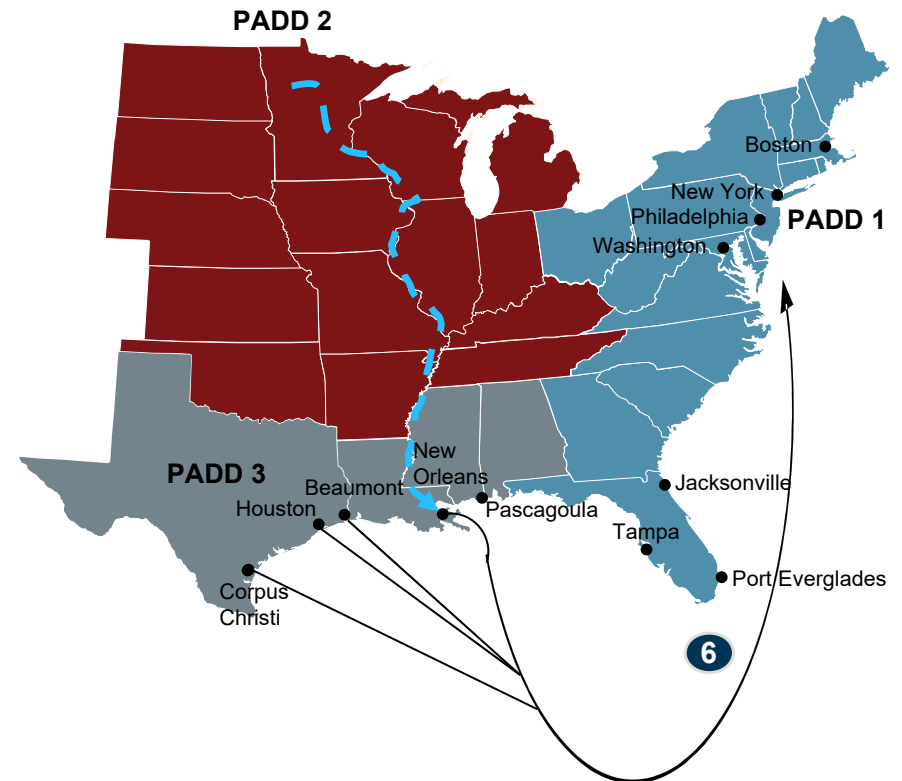 PADD 2
Boston
New York
Philadelphia
PADD 1
Washington
New
Orleans
PADD 3
Beaumont
Houston
Pascagoula
Jacksonville
Tampa
Port Everglades
Corpus
Christi
6